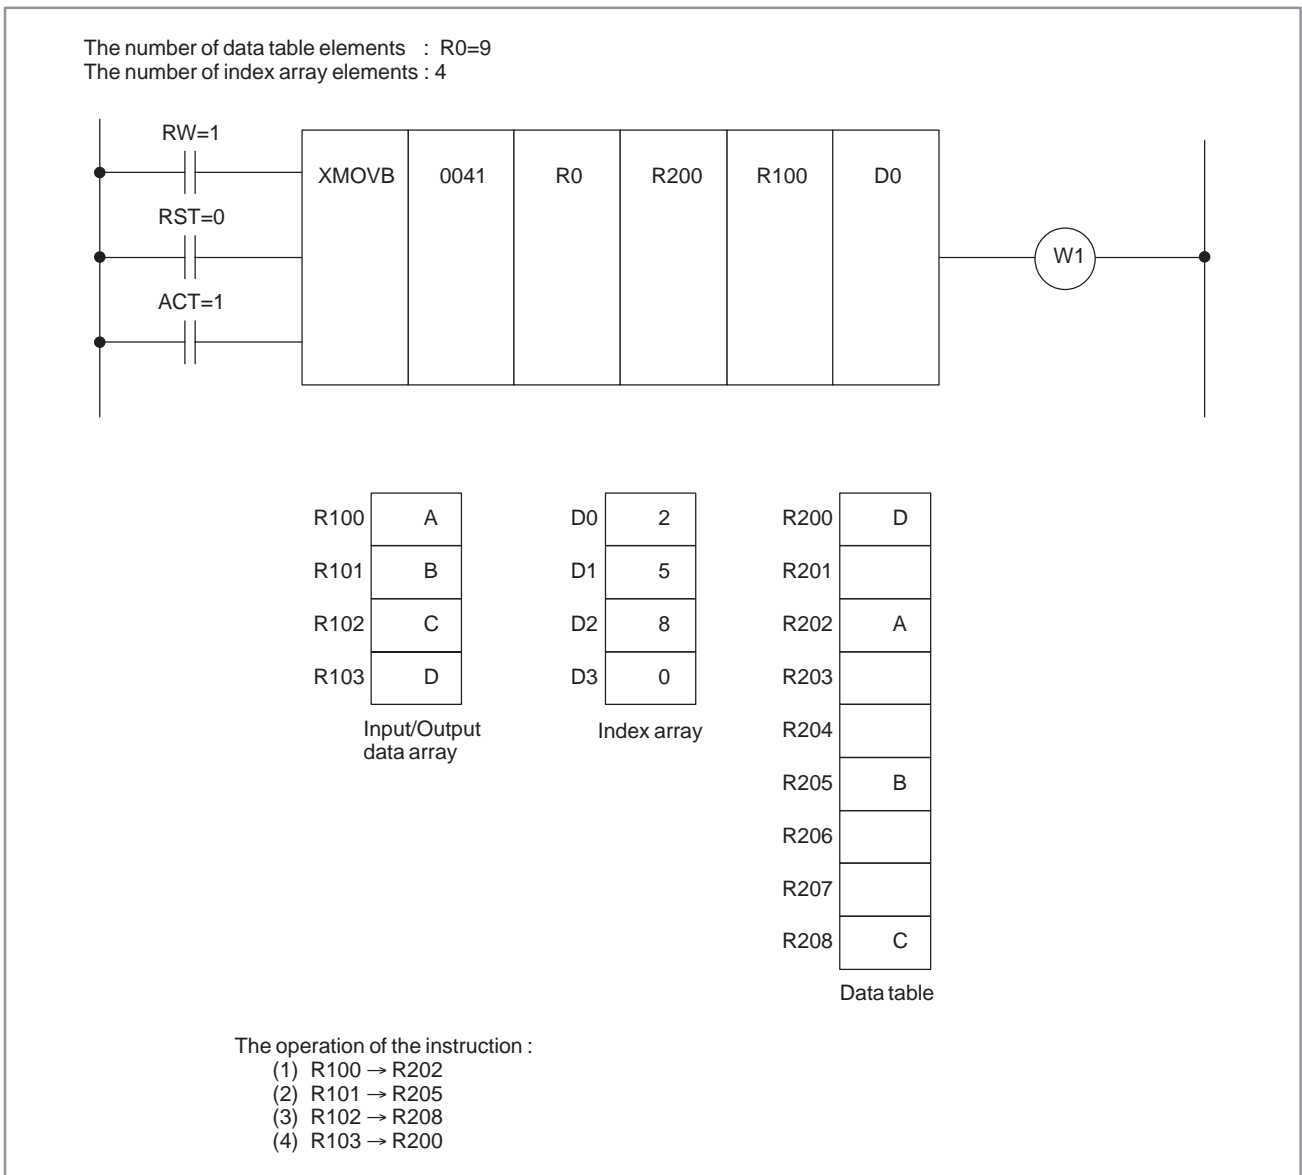 The number of data table elements : R0=9
The number of index array elements : 4
RW=1
XMOVB 0041 R0 R200 R100 D0
RST=0
W1
ACT=1
R100 A D0 2 R200 D
R101 B D1 5 R201
R102 C D2 8 R202 A
R103 D D3 0 R203
Input/Output Index array R204
data array
R205 B
R206
R207
R208 C
Data table
The operation of the instruction :
(1) R100 → R202
(2) R101 → R205
(3) R102 → R208
(4) R103 → R200